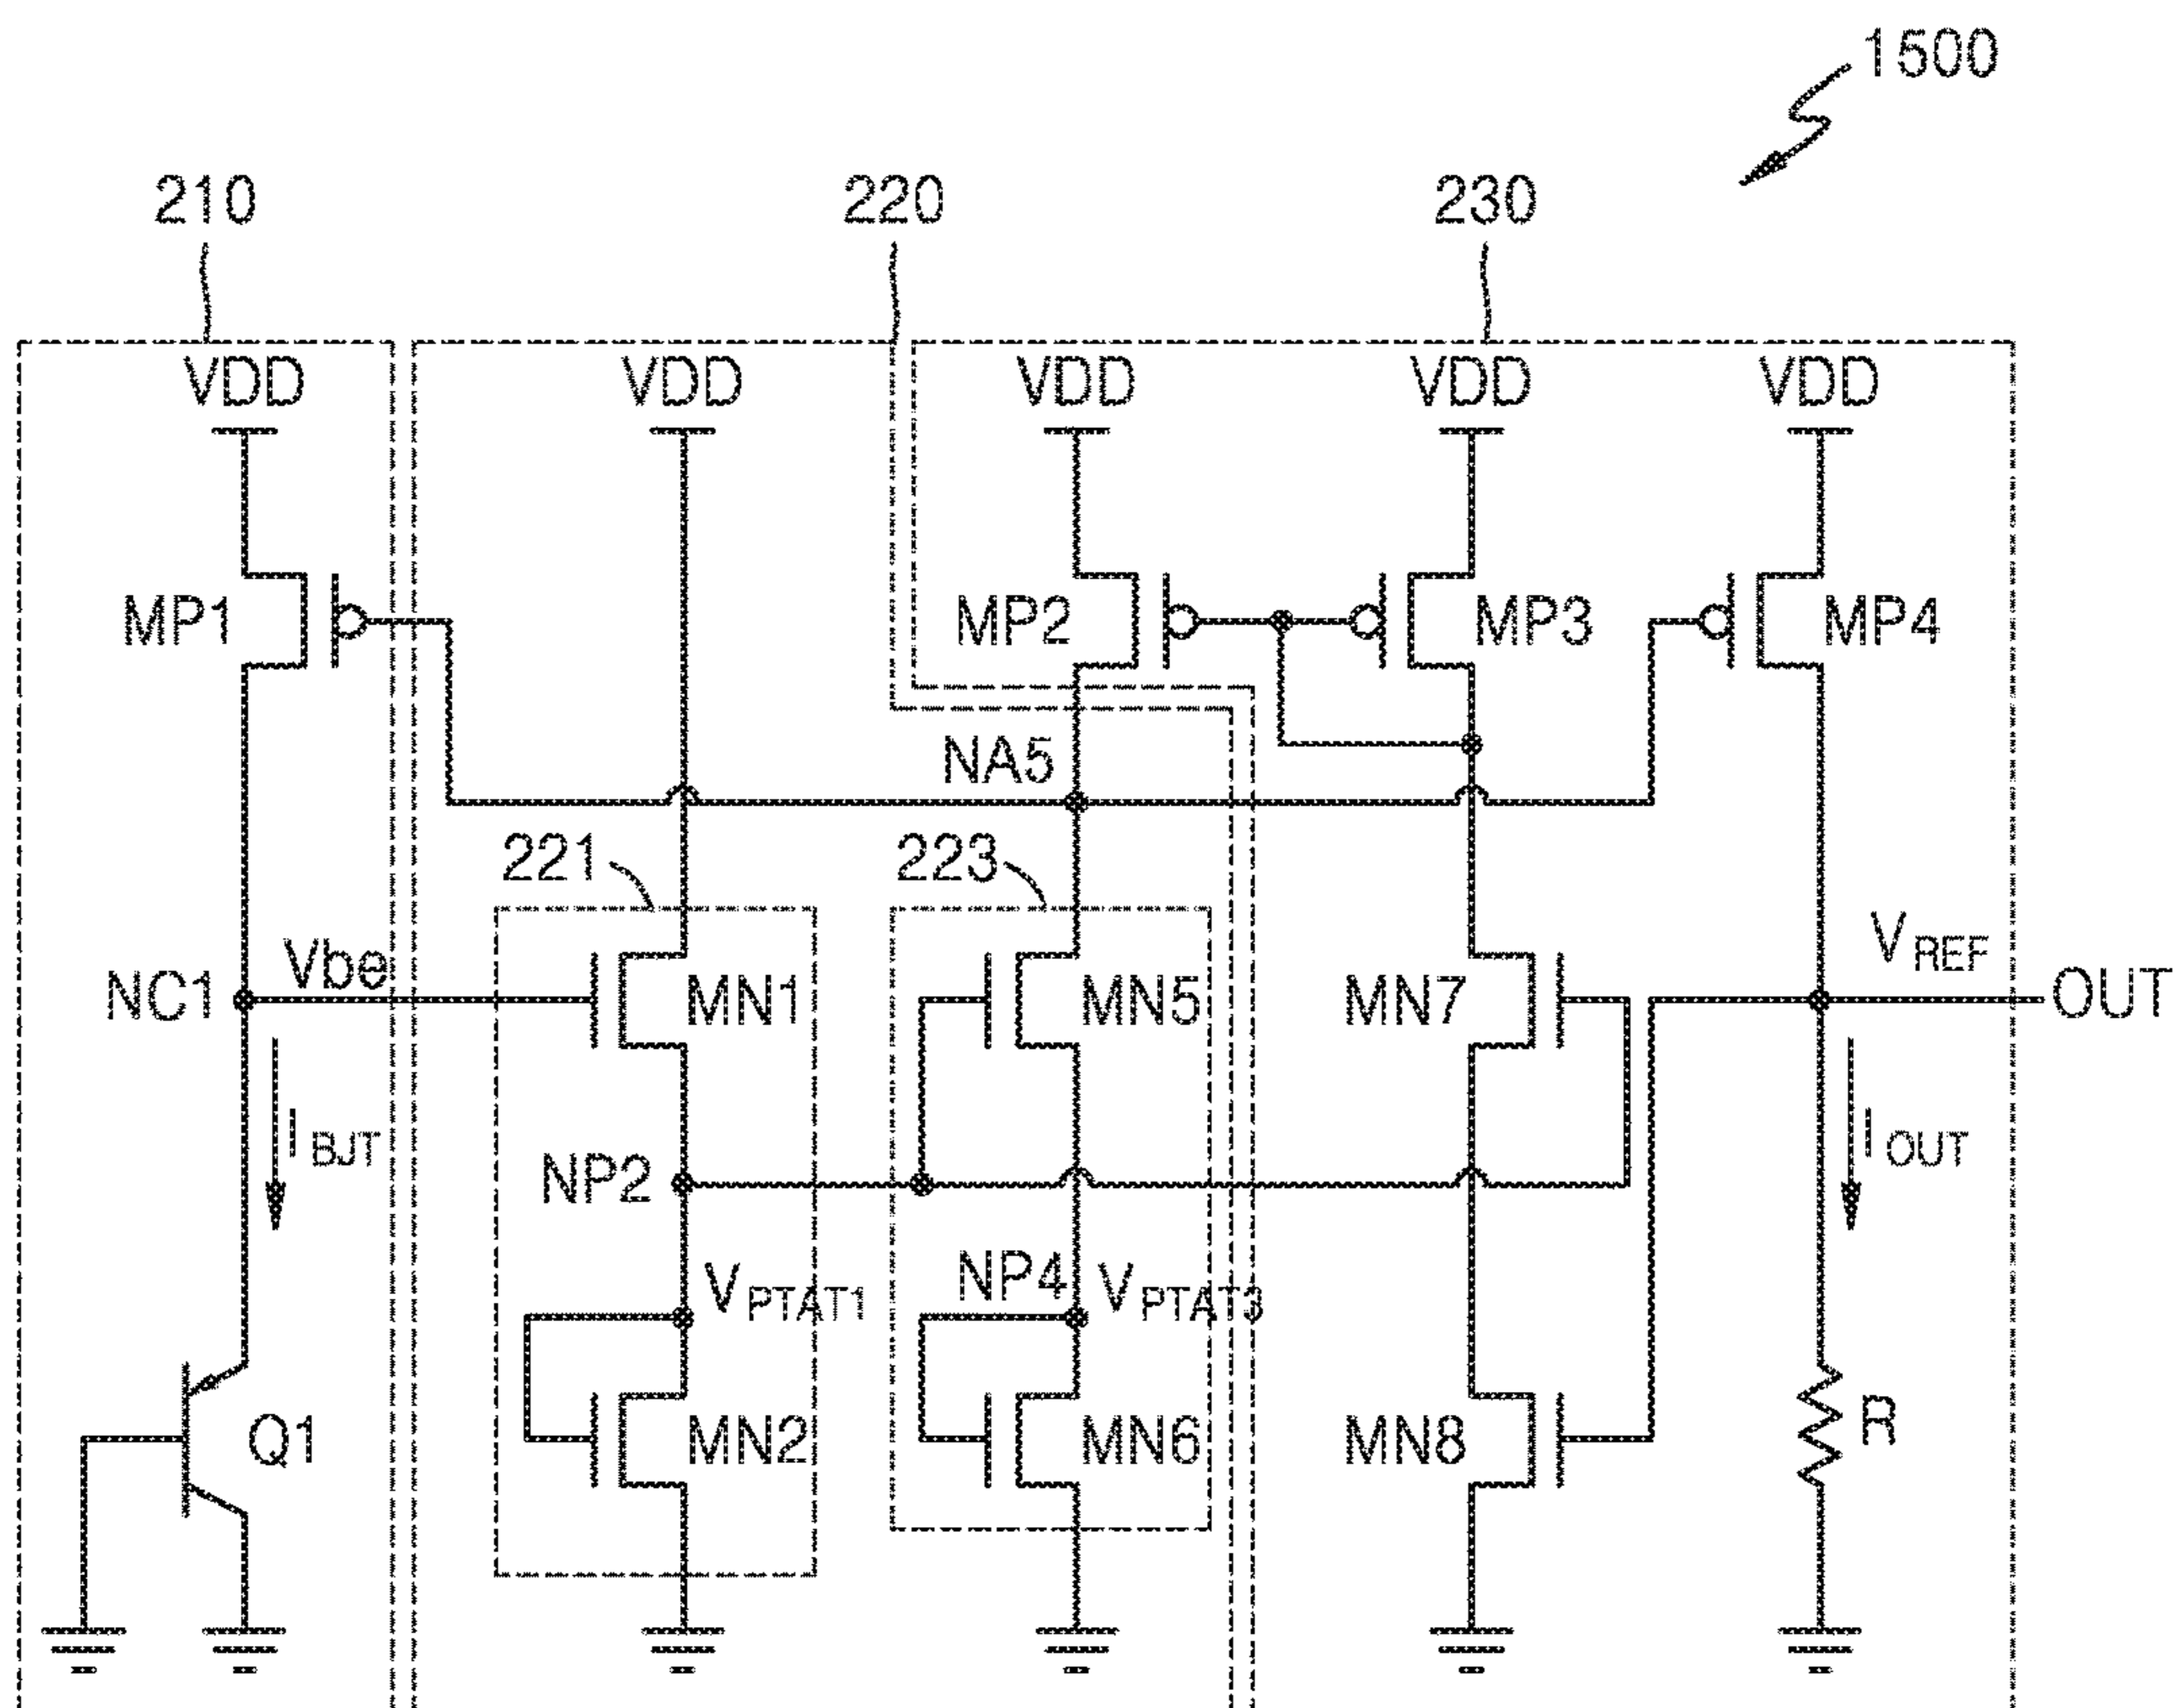 1500
210 220 230
VDD VDD VDD VDD VDD
MP1 MP2 MP3 MP4
NA5
221 223
NC1 Vbe MN1 MN5 MN7 VREF OUT
IBJT NP2 IOUT
VPTAT1 NP4 VPTAT3
Q1 MN2 MN6 MN8 R